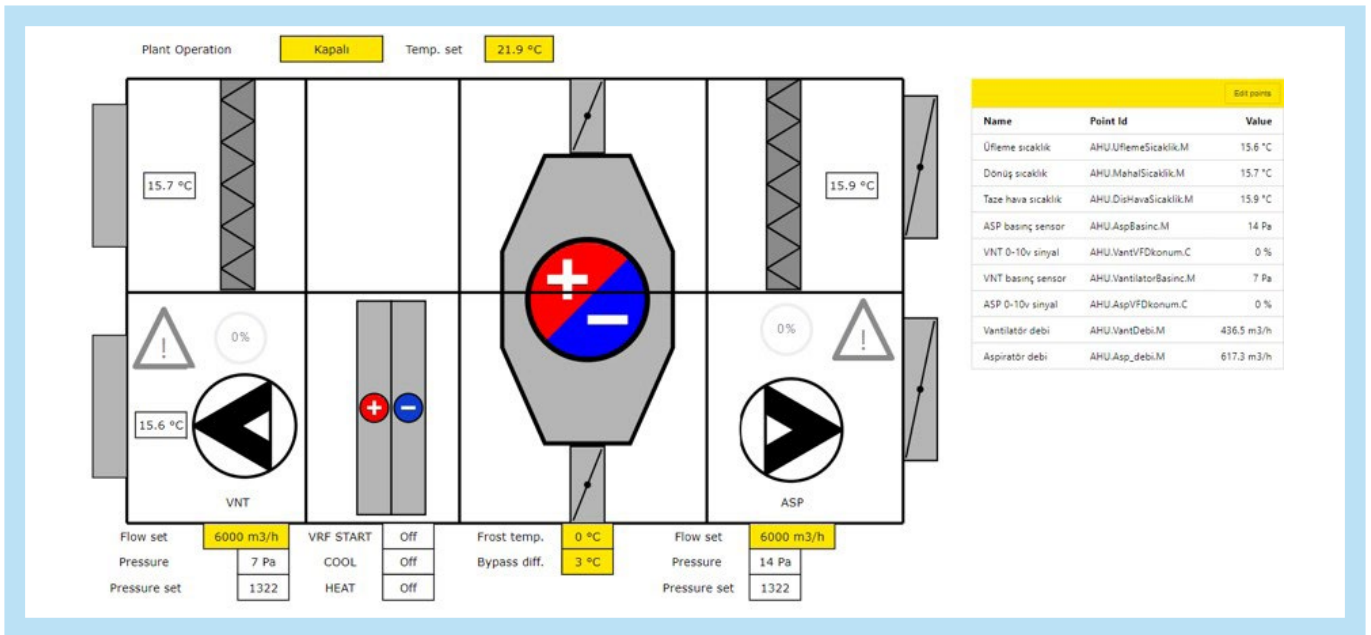 Plant Operation Kapalı Temp. set 21.9 °C
Edit points
Name Point Id Value
Üfleme sıcaklık AHU.UflemeSicaklik.M 15.6 °C
Dönüş sıcaklık AHU.MahalSicaklik.M 15.7 °C
Taze hava sıcaklık AHU.DisHavaSicaklik.M 15.9 °C
ASP basınç sensor AHU.AspBasinc.M 14 Pa
VNT 0-10v sinyal AHU.VantVFDkonum.C 0 %
VNT basınç sensor AHU.VantilatorBasinc.M 7 Pa
ASP 0-10v sinyal AHU.AspVFDkonum.C 0 %
Vantilatör debi AHU.VantDebi.M 436.5 m3/h
Aspiratör debi AHU.Asp_debi.M 617.3 m3/h
15.7 °C
15.9 °C
0%
0%
15.6 °C
VNT
ASP
Flow set 6000 m3/h VRF START Off Frost temp. 0 °C Flow set 6000 m3/h
Pressure 7 Pa COOL Off Bypass diff. 3 °C Pressure 14 Pa
Pressure set 1322 HEAT Off Pressure set 1322